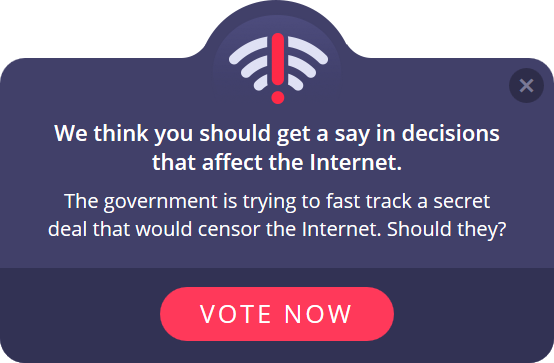 We think you should get a say in decisions
that affect the Internet.
The government is trying to fast track a secret
deal that would censor the Internet. Should they?
VOTE NOW